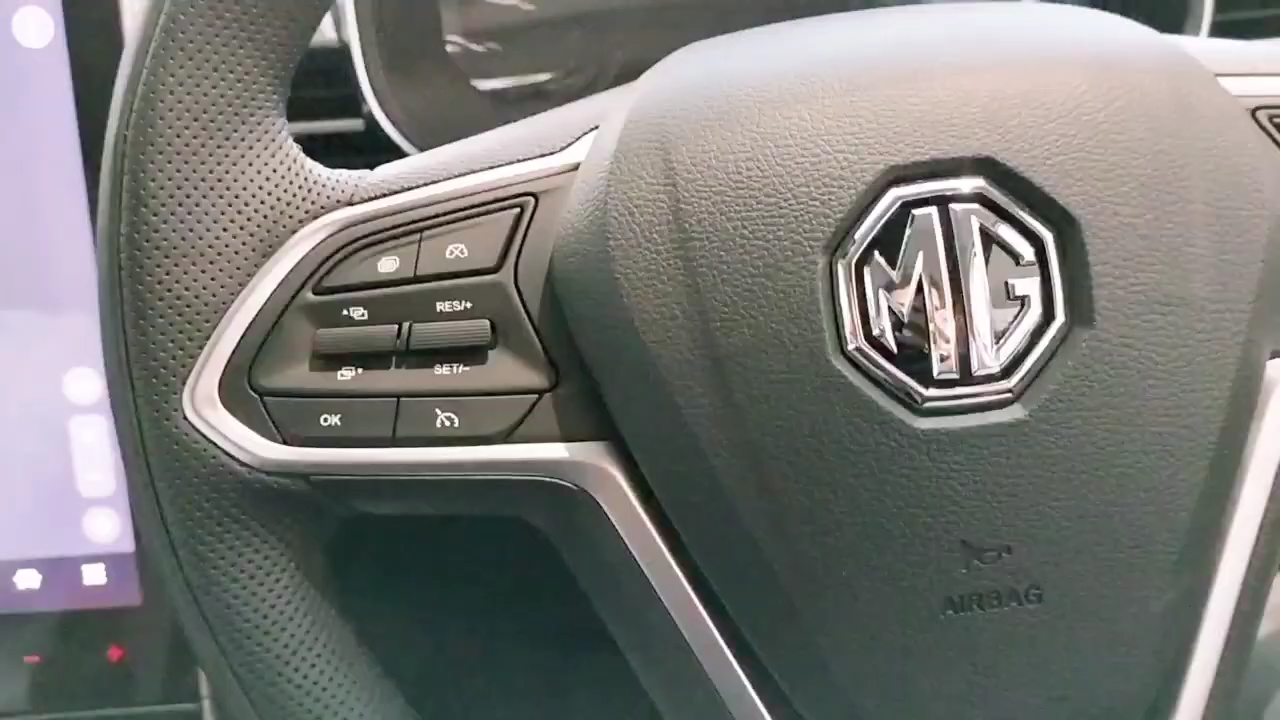 MG
RES/+
SET/-
OK
AIRBAG